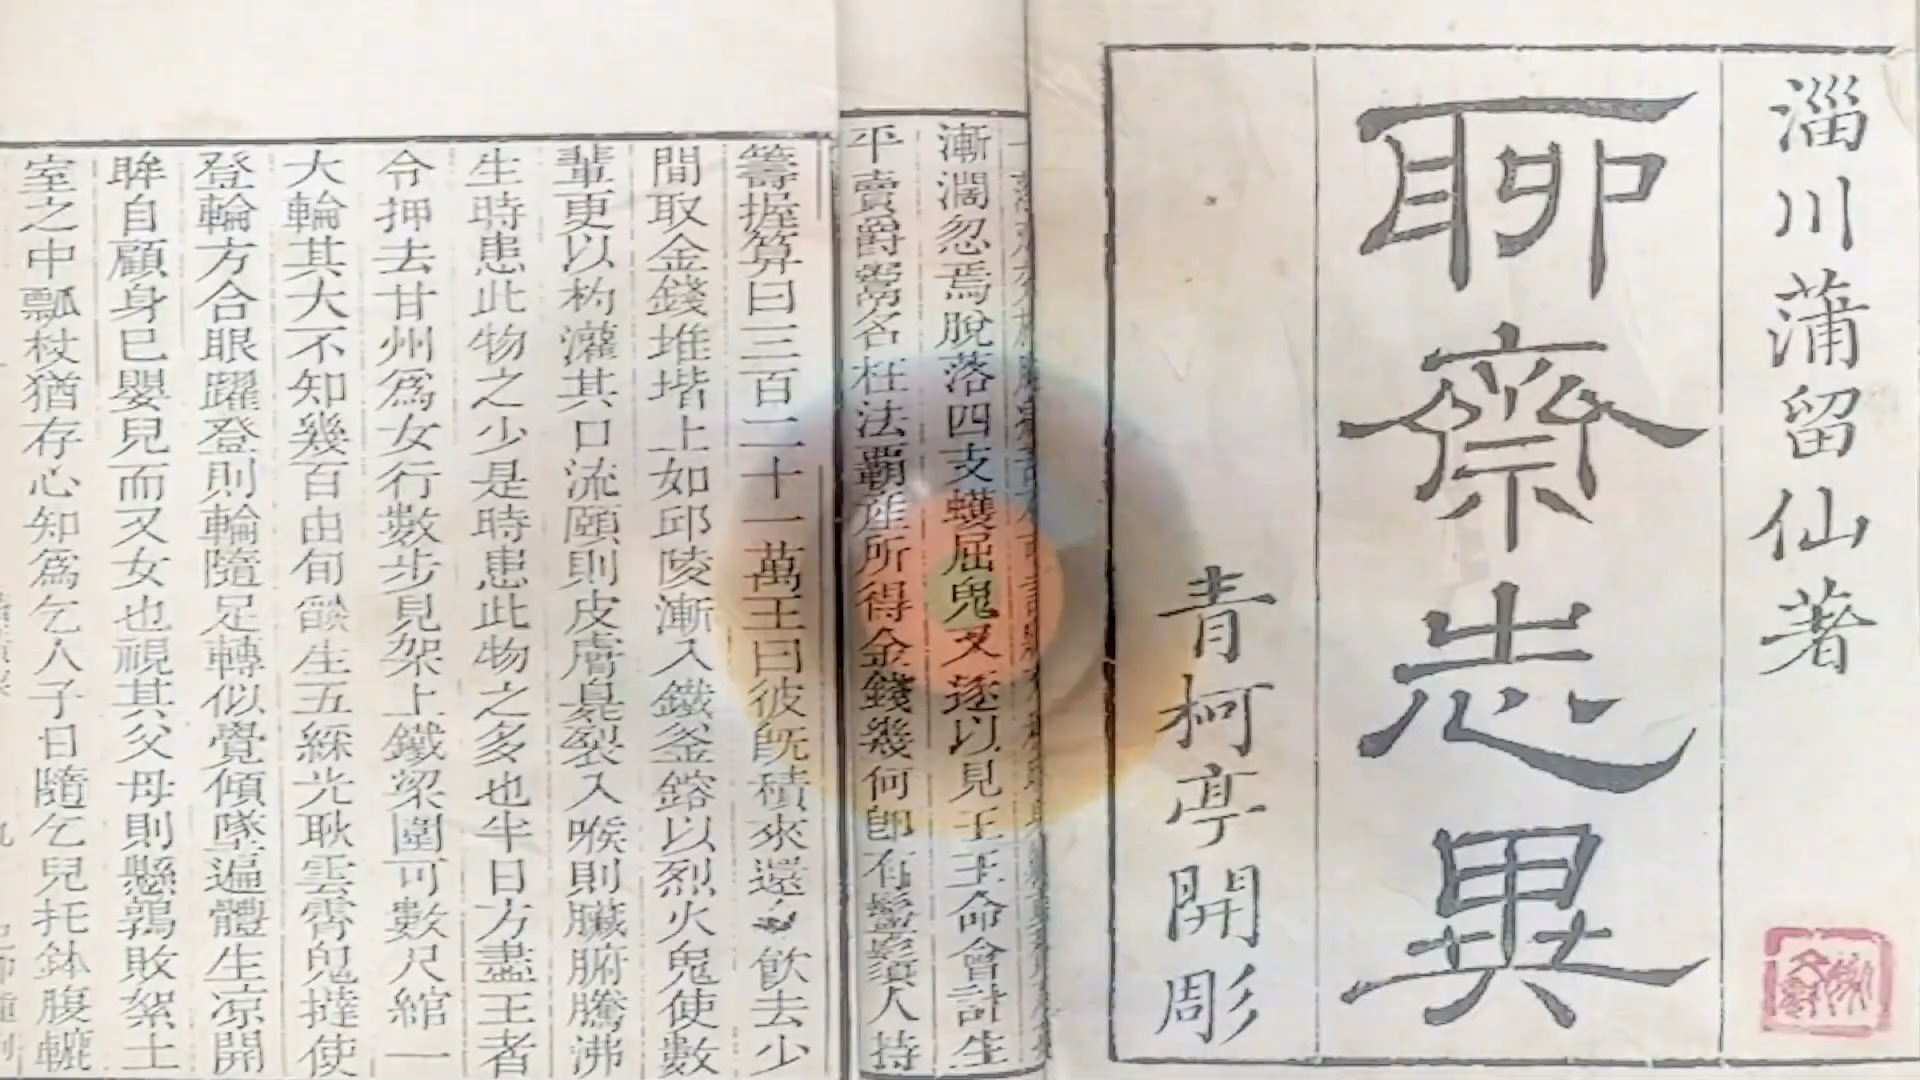 淄川蒲留仙著
聊齋志異
青柯亭開彫
漸濶忽焉脫落四支蠖屈鬼又逐以見王王命會計生
平賣爵鬻名枉法霸産所得金錢幾何卽有鬡鬚人持
籌握算曰三百二十一萬王曰彼旣積來還令飲去少
間取金錢堆堦上如邱陵漸入鐵釜鎔以烈火鬼使數
輩更以杓灌其口流頤則皮膚臭裂入喉則臟腑騰沸
生時患此物之少是時患此物之多也半日方盡王者
令押去甘州爲女行數步見架上鐵梁圍可數尺綰一
大輪其大不知幾百由旬燄生五綵光耿雲霄鬼撻使
登輪方合眼躍登則輪隨足轉似覺傾墜遍體生凉開
眸自顧身已嬰兒而又女也視其父母則懸鶉敗絮土
室之中瓢杖猶存心知爲乞人子日隨乞兒托鉢腹轆